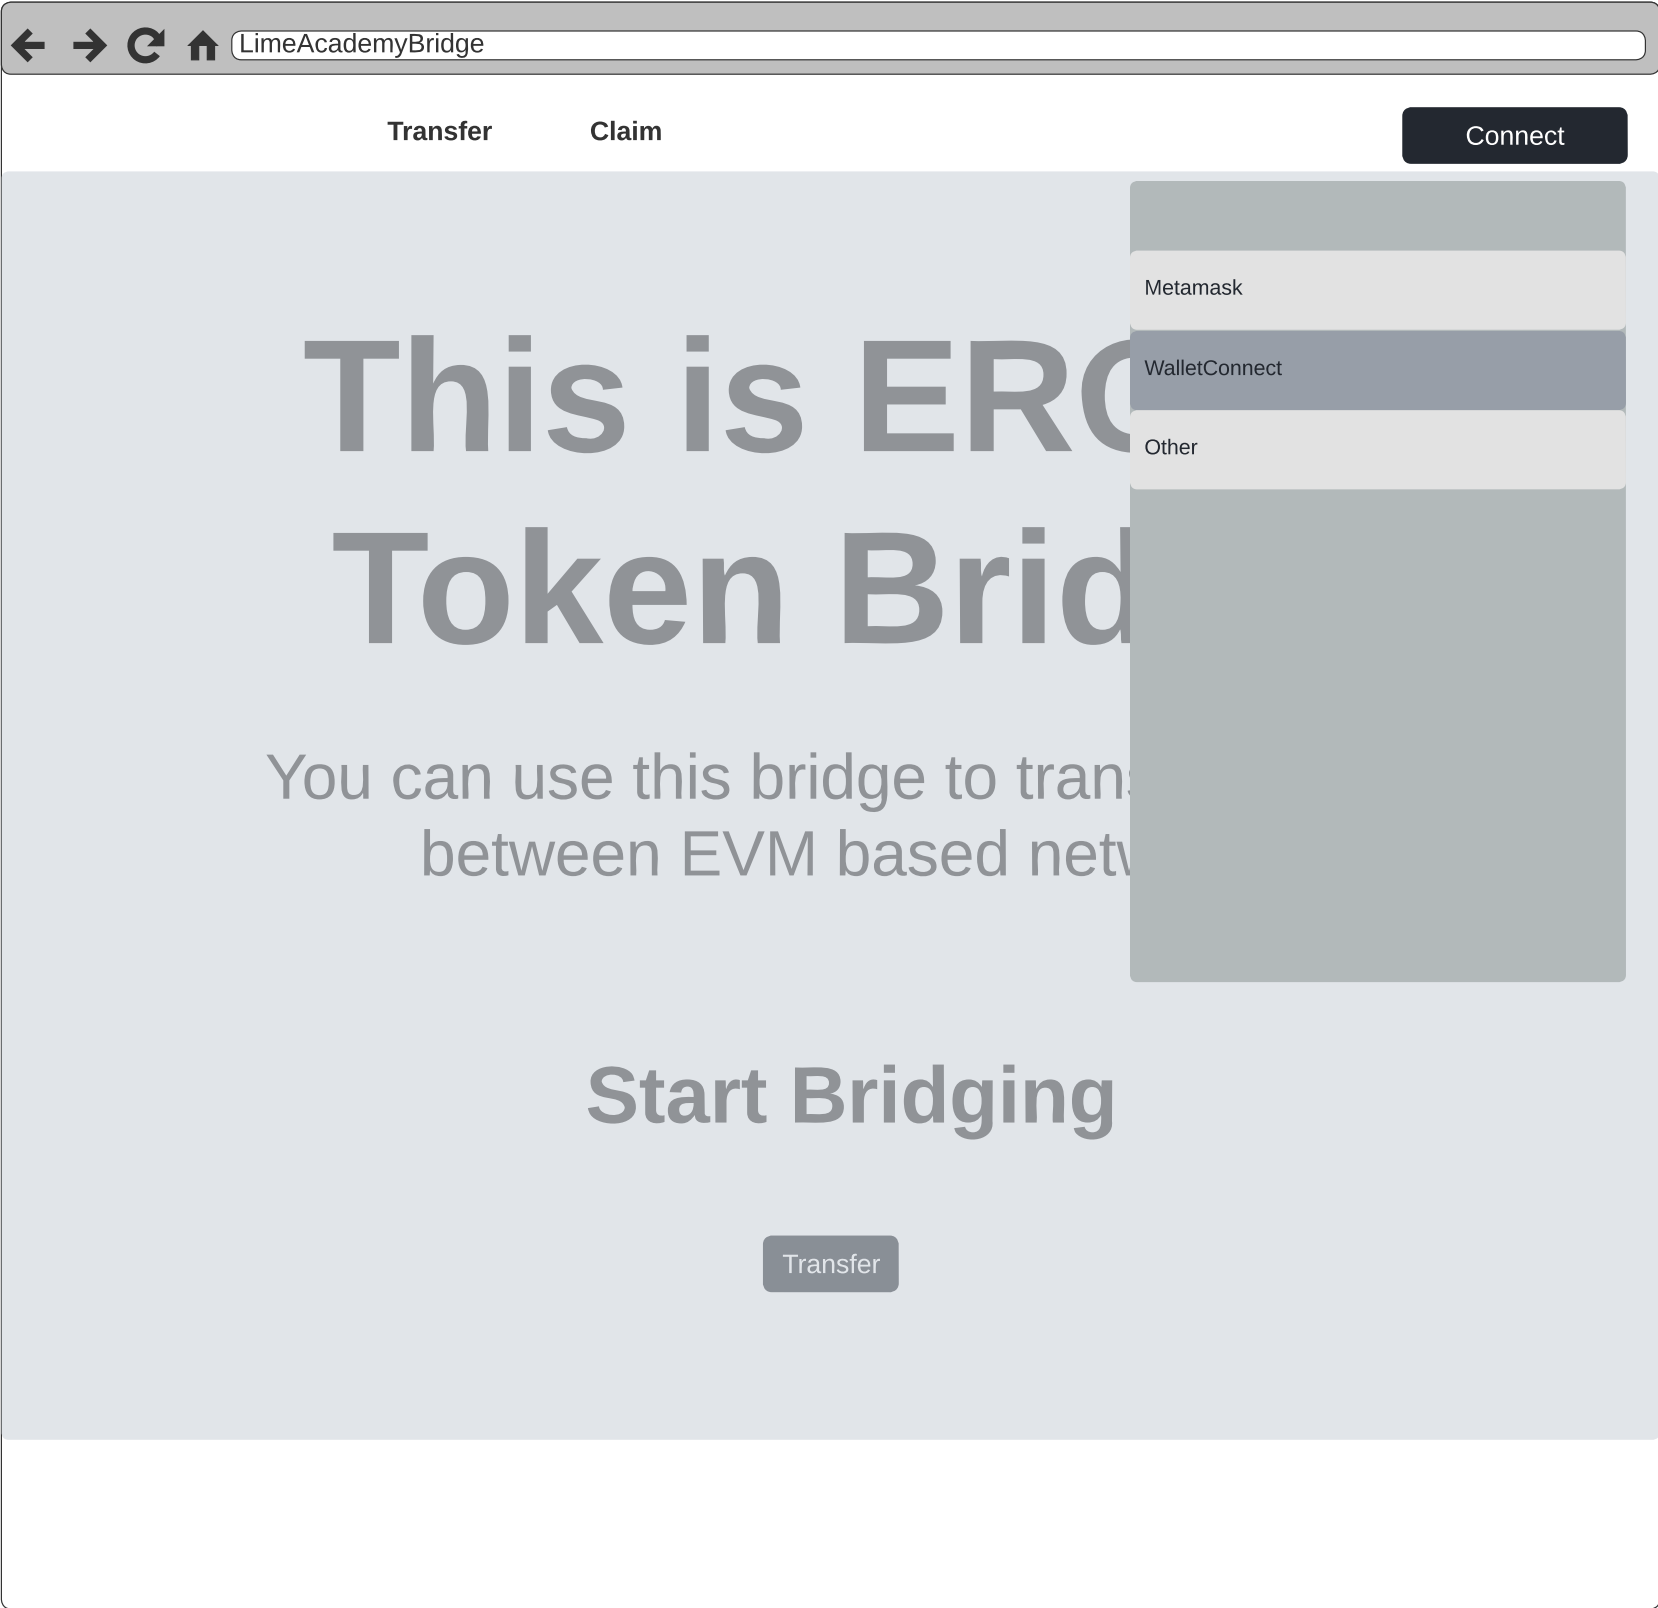 LimeAcademyBridge
Transfer
Claim
Connect
This is ERC
Token Brid
You can use this bridge to trans
between EVM based netw
Metamask
WalletConnect
Other
Start Bridging
Transfer